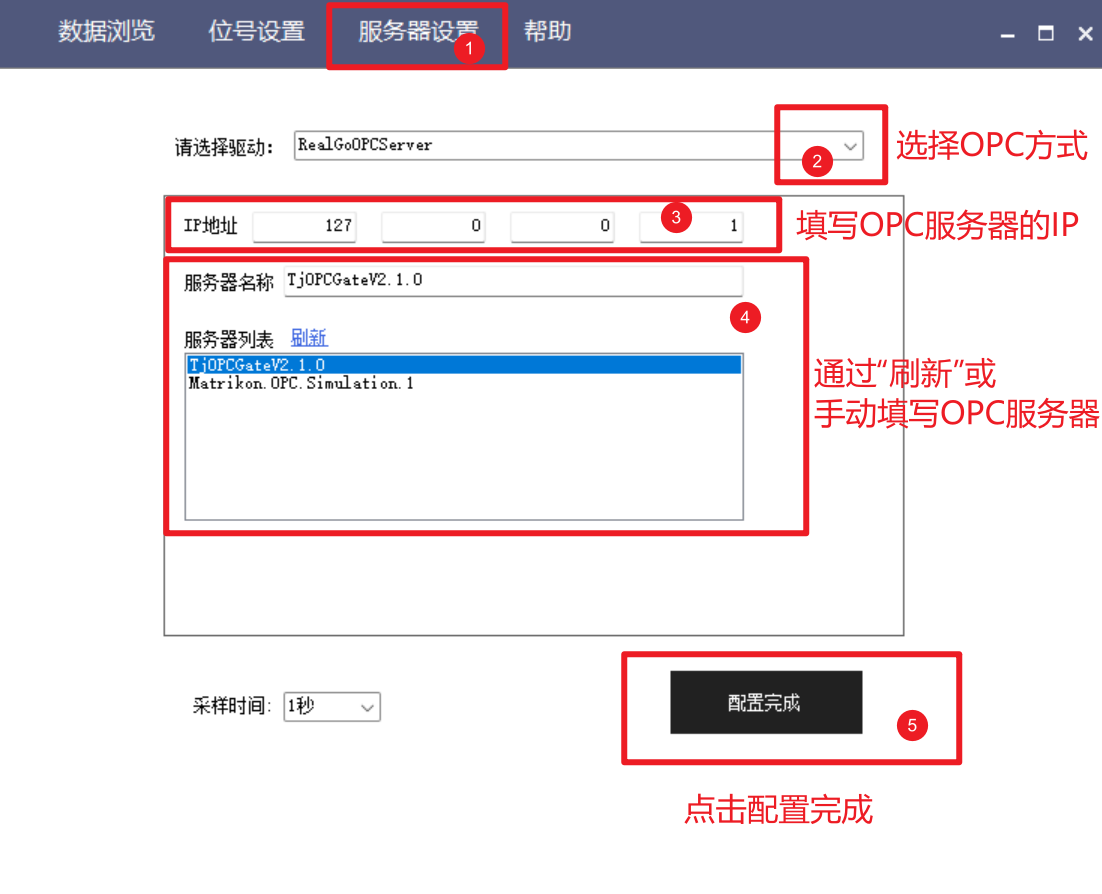 数据浏览 位号设置 服务器设置 帮助
1
请选择驱动: RealGoOPCServer
2
选择OPC方式
IP地址 127 0 0 1
3
填写OPC服务器的IP
服务器名称 TjOPCGateV2.1.0
4
服务器列表 刷新
TjOPCGateV2.1.0
Matrikon.OPC.Simulation.1
通过“刷新”或
手动填写OPC服务器
采样时间: 1秒
配置完成
5
点击配置完成